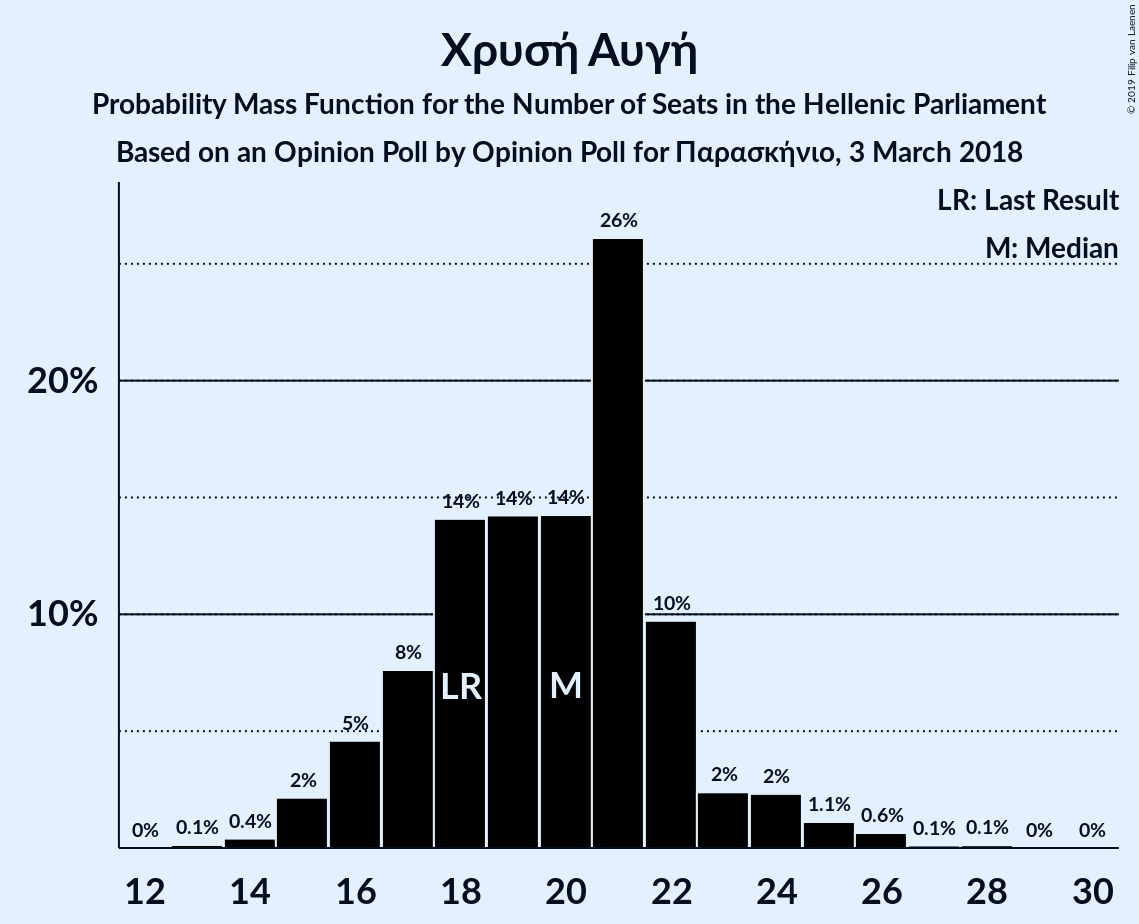 Χρυσή Αυγή
Probability Mass Function for the Number of Seats in the Hellenic Parliament
Based on an Opinion Poll by Opinion Poll for Παρασκήνιο, 3 March 2018
© 2019 Filip van Laenen
LR: Last Result
M: Median
26%
20%
14% 14% 14%
10%
10%
8%
LR M
5%
2% 2% 2%
1.1%
0% 0.1% 0.4% 0.6% 0.1% 0.1% 0% 0%
12 14 16 18 20 22 24 26 28 30